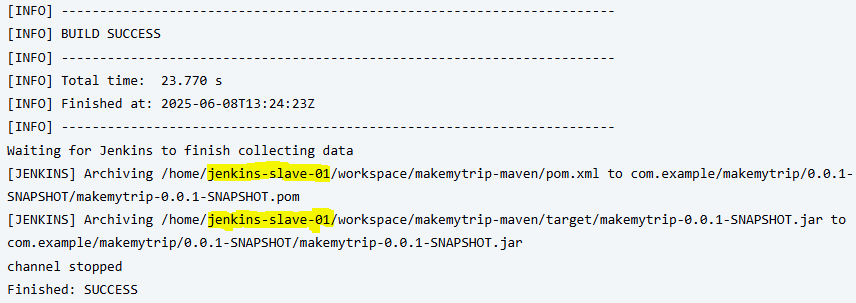 [INFO] ------------------------------------------------------------------------
[INFO] BUILD SUCCESS
[INFO] ------------------------------------------------------------------------
[INFO] Total time:  23.770 s
[INFO] Finished at: 2025-06-08T13:24:23Z
[INFO] ------------------------------------------------------------------------
Waiting for Jenkins to finish collecting data
[JENKINS] Archiving /home/jenkins-slave-01/workspace/makemytrip-maven/pom.xml to com.example/makemytrip/0.0.1-
SNAPSHOT/makemytrip-0.0.1-SNAPSHOT.pom
[JENKINS] Archiving /home/jenkins-slave-01/workspace/makemytrip-maven/target/makemytrip-0.0.1-SNAPSHOT.jar to
com.example/makemytrip/0.0.1-SNAPSHOT/makemytrip-0.0.1-SNAPSHOT.jar
channel stopped
Finished: SUCCESS